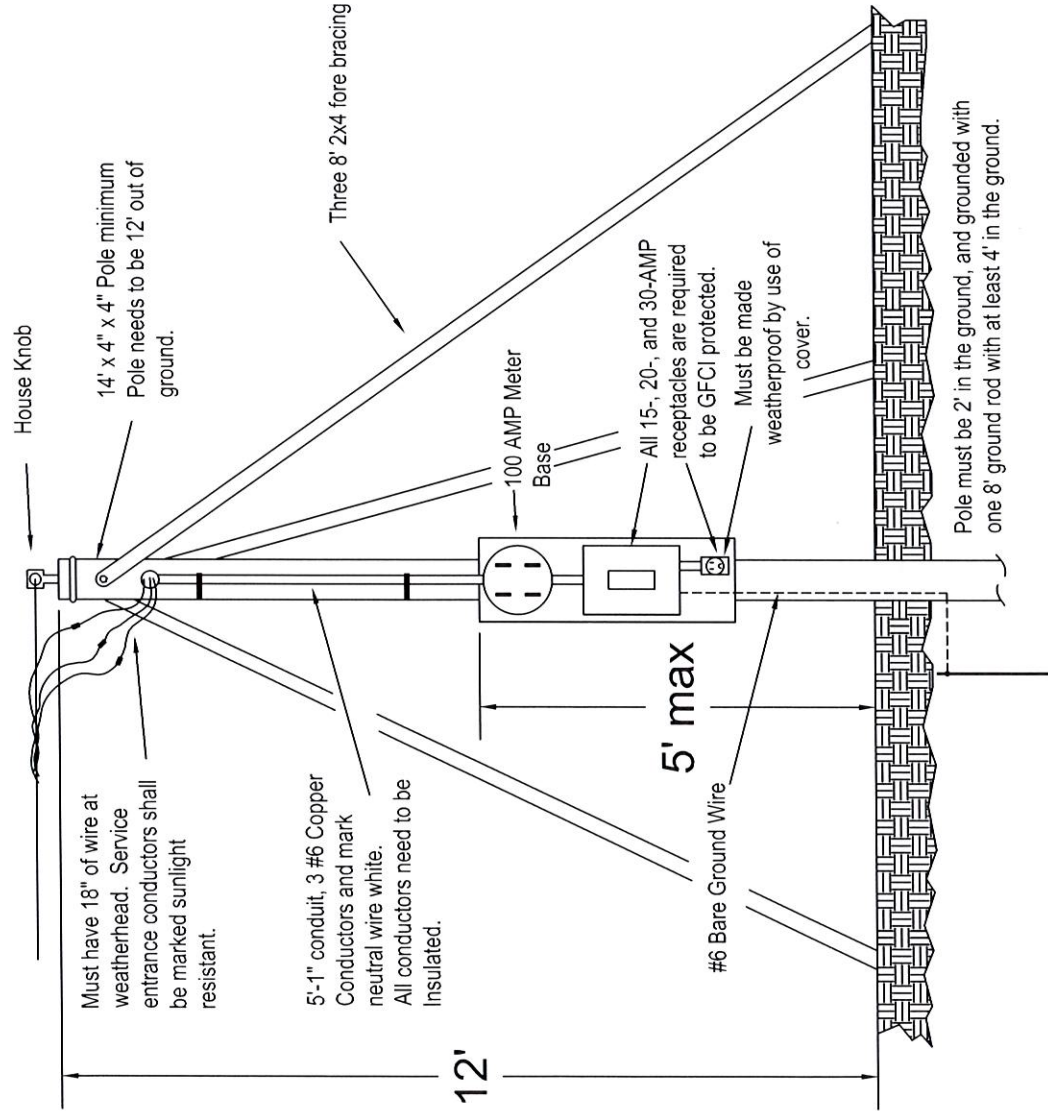 House Knob
14' x 4" x 4" Pole minimum
Pole needs to be 12' out of
ground.
Three 8' 2x4 fore bracing
Must have 18" of wire at
weatherhead. Service
entrance conductors shall
be marked sunlight
resistant.
5'-1" conduit, 3 #6 Copper
Conductors and mark
neutral wire white.
All conductors need to be
Insulated.
12'
100 AMP Meter
Base
All 15-, 20-, and 30-AMP
receptacles are required
to be GFCI protected.
Must be made
weatherproof by use of
cover.
5' max
#6 Bare Ground Wire
Pole must be 2' in the ground, and grounded with
one 8' ground rod with at least 4' in the ground.